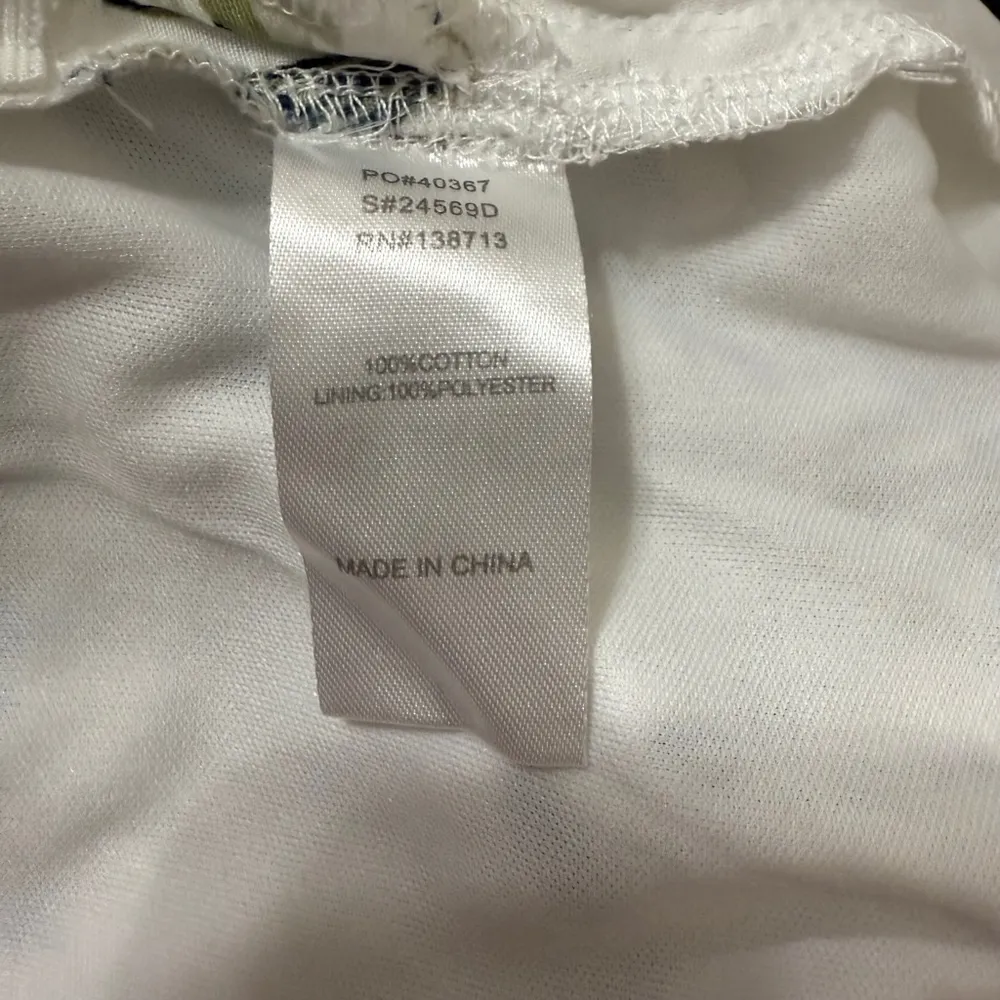 PO#40367
S#24569D
RN#138713
100%COTTON
LINING:100%POLYESTER
MADE IN CHINA